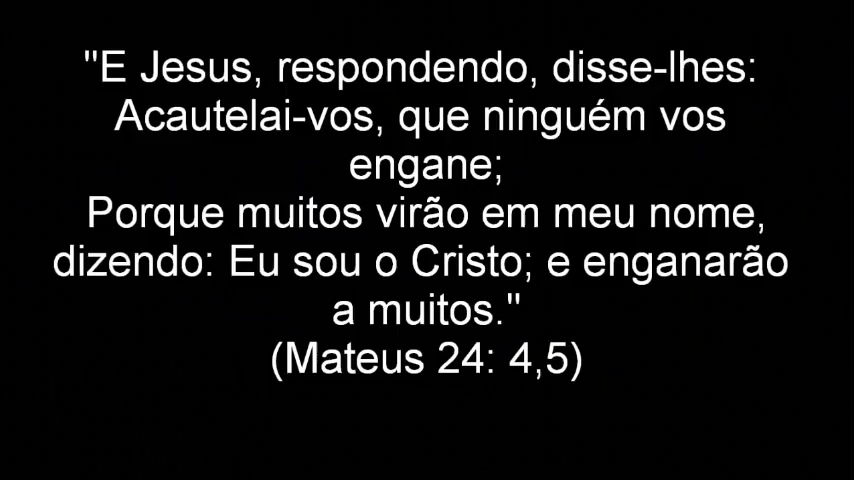 "E Jesus, respondendo, disse-lhes:
Acautelai-vos, que ninguém vos
engane;
Porque muitos virão em meu nome,
dizendo: Eu sou o Cristo; e enganarão
a muitos."
(Mateus 24: 4,5)